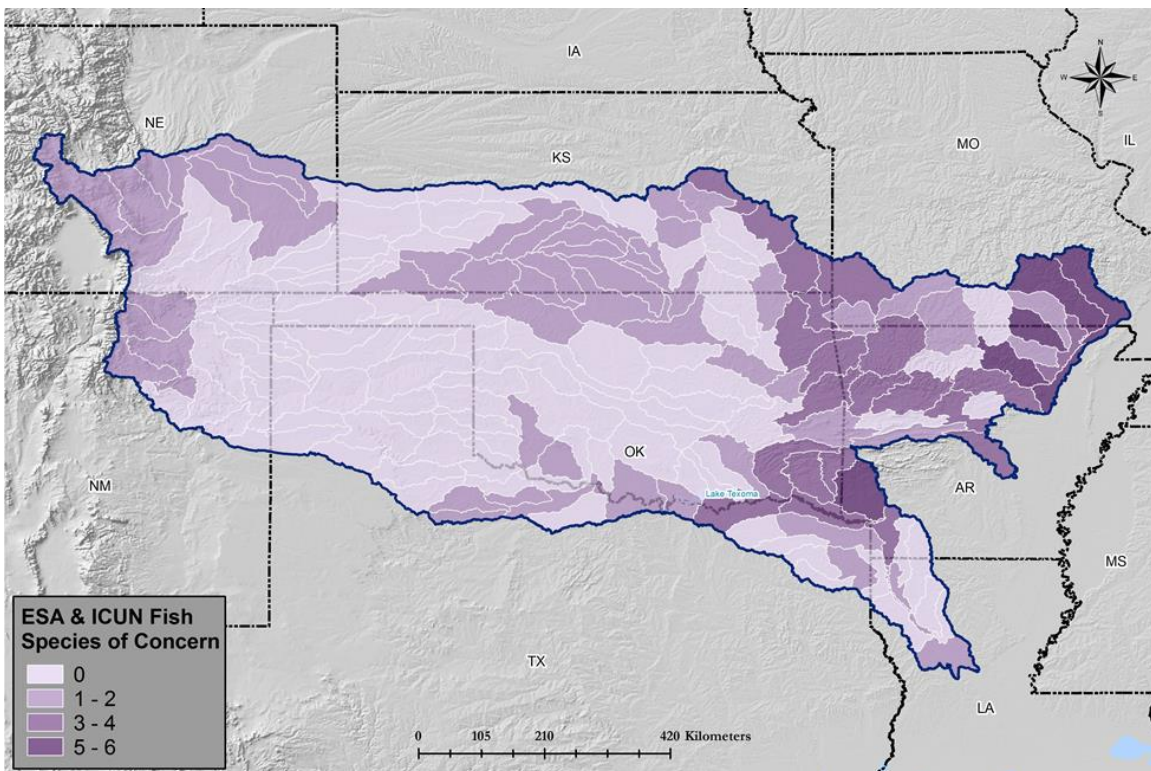 IA
N
W
E
S
NE
MO
IL
KS
OK
Lake Texoma
NM
AR
MS
ESA & ICUN Fish
Species of Concern
0
1 - 2
3 - 4
5 - 6
TX
LA
0 105 210 420 Kilometers